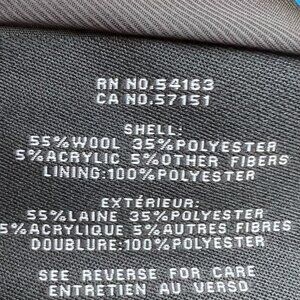 RN NO.54163
CA NO.57151
SHELL:
55%WOOL 35%POLYESTER
5%ACRYLIC 5%OTHER FIBERS
LINING:100%POLYESTER
EXTÉRIEUR:
55%LAINE 35%POLYESTER
5%ACRYLIQUE 5%AUTRES FIBRES
DOUBLURE:100%POLYESTER
SEE REVERSE FOR CARE
ENTRETIEN AU VERSO